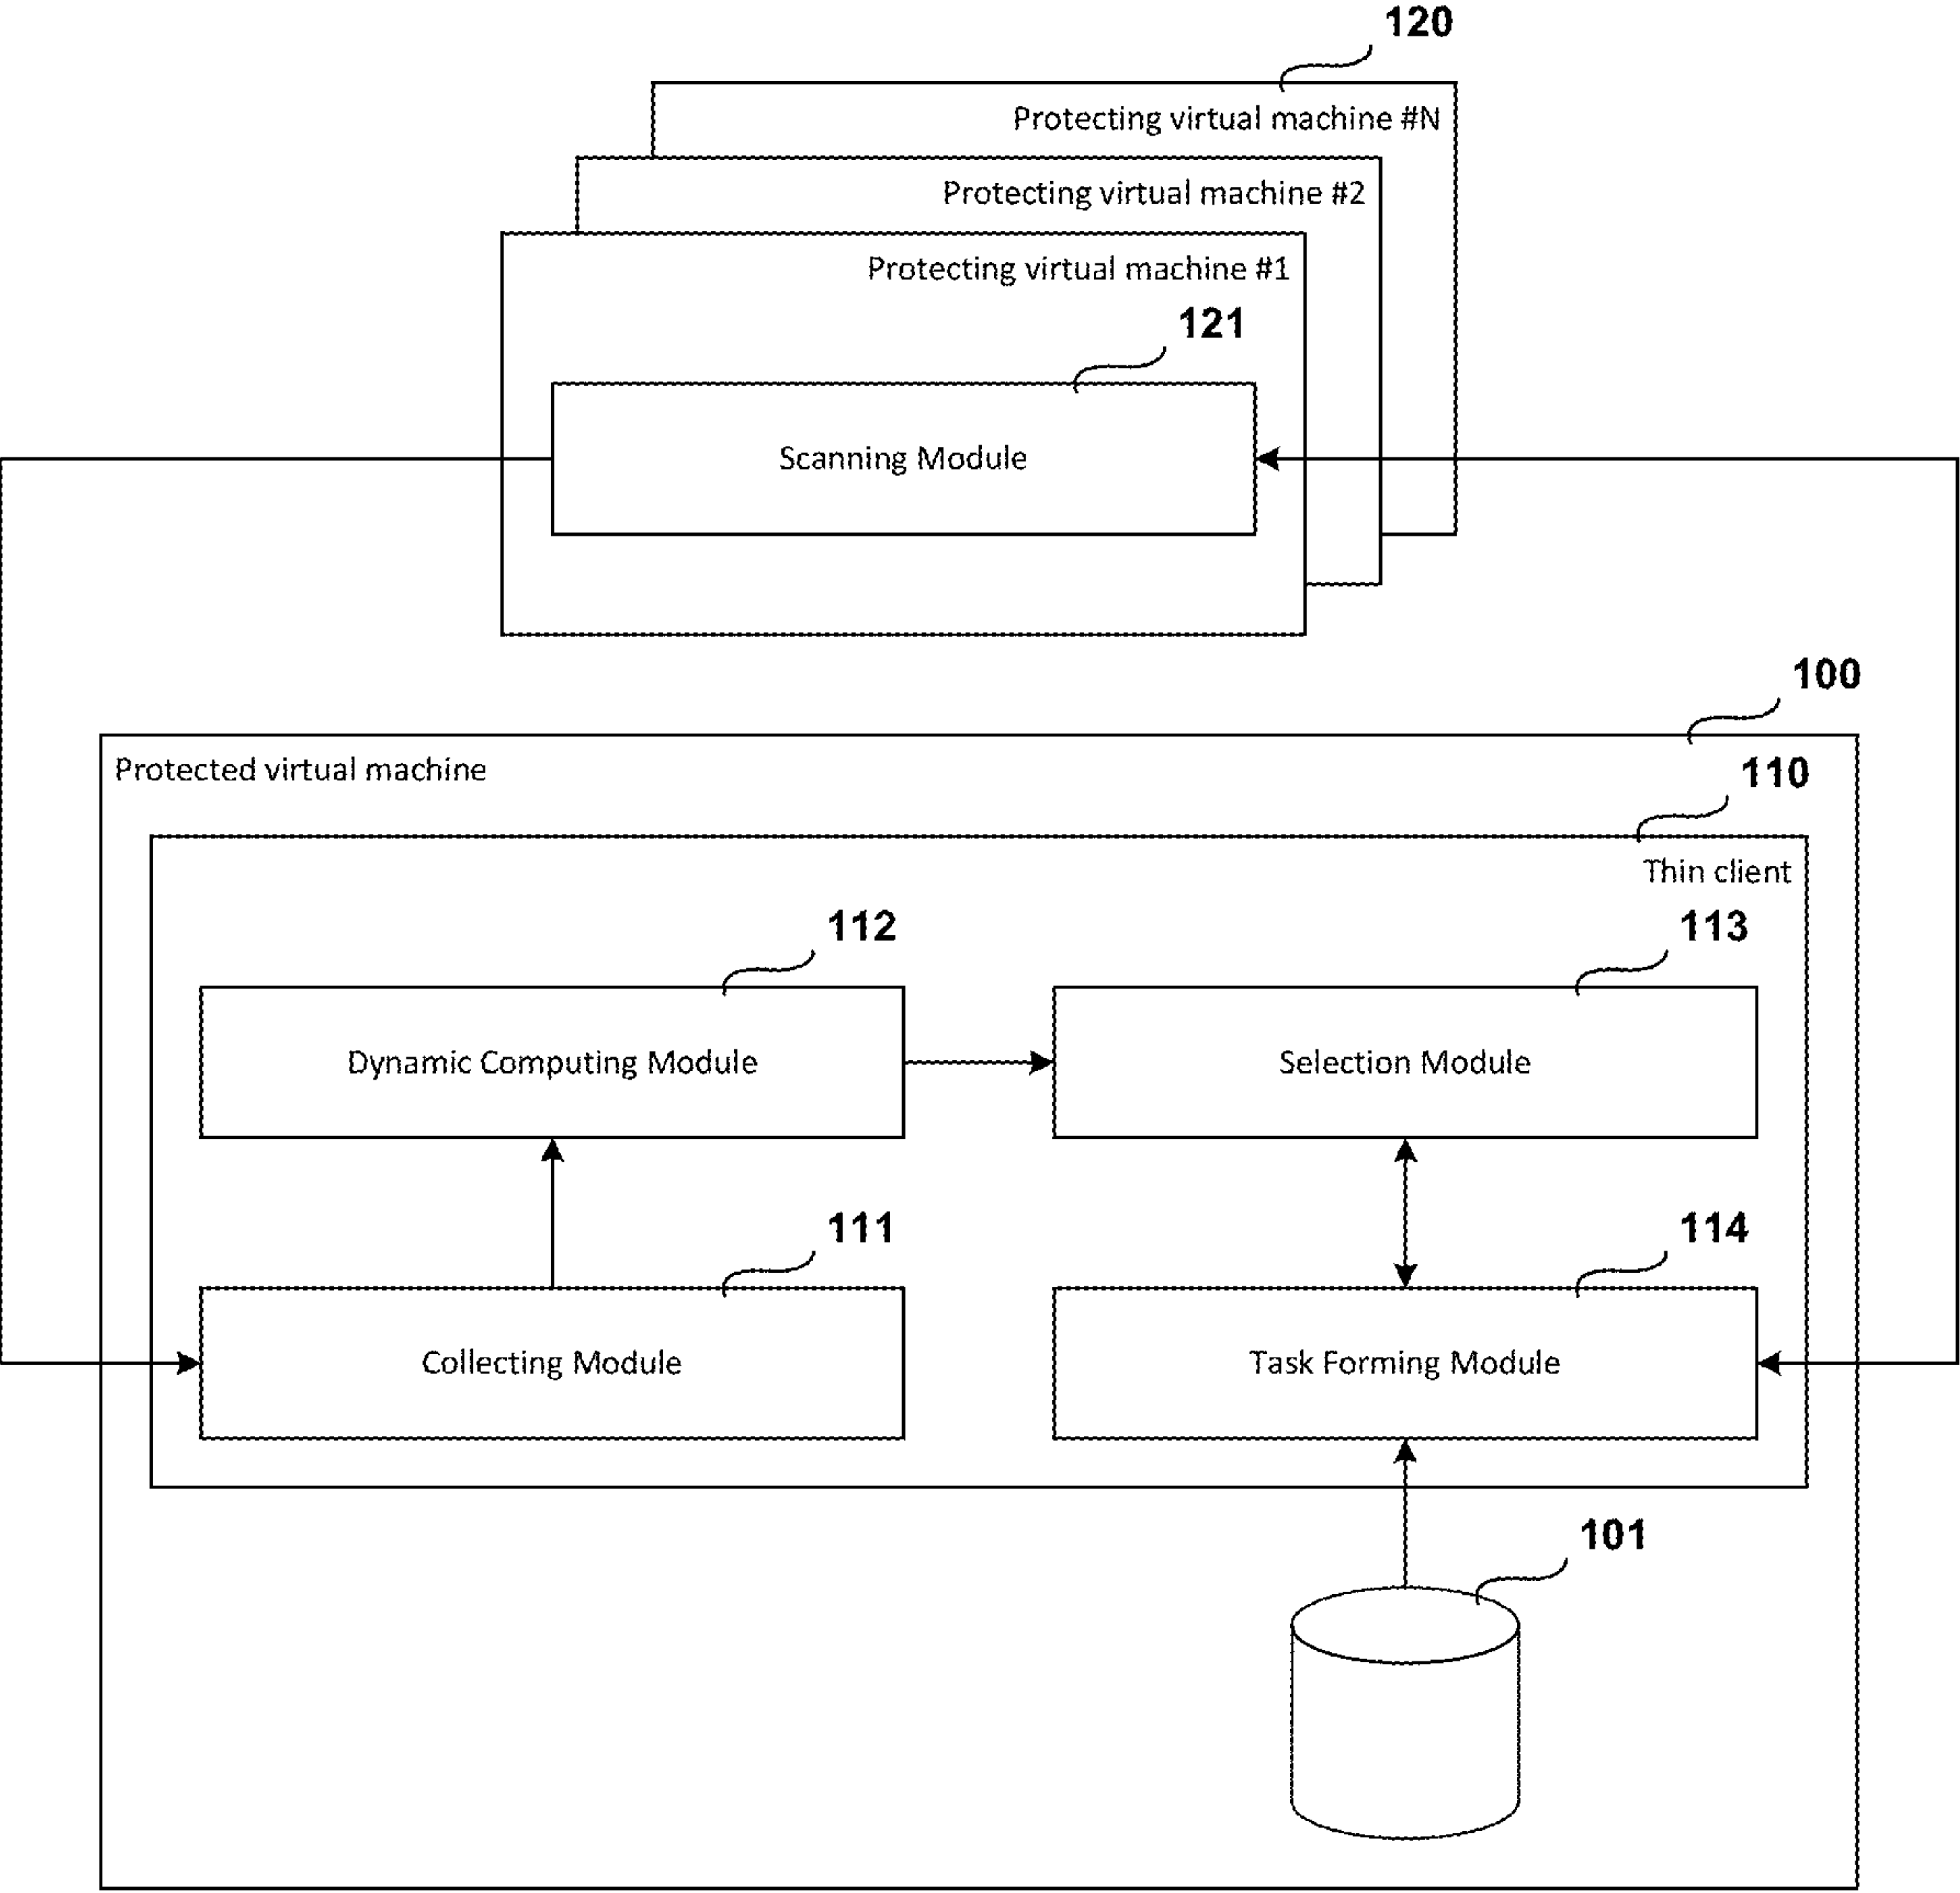 120
Protecting virtual machine #N
Protecting virtual machine #2
Protecting virtual machine #1
121
Scanning Module
100
Protected virtual machine
110
Thin client
112
113
Dynamic Computing Module
Selection Module
111
114
Collecting Module
Task Forming Module
101